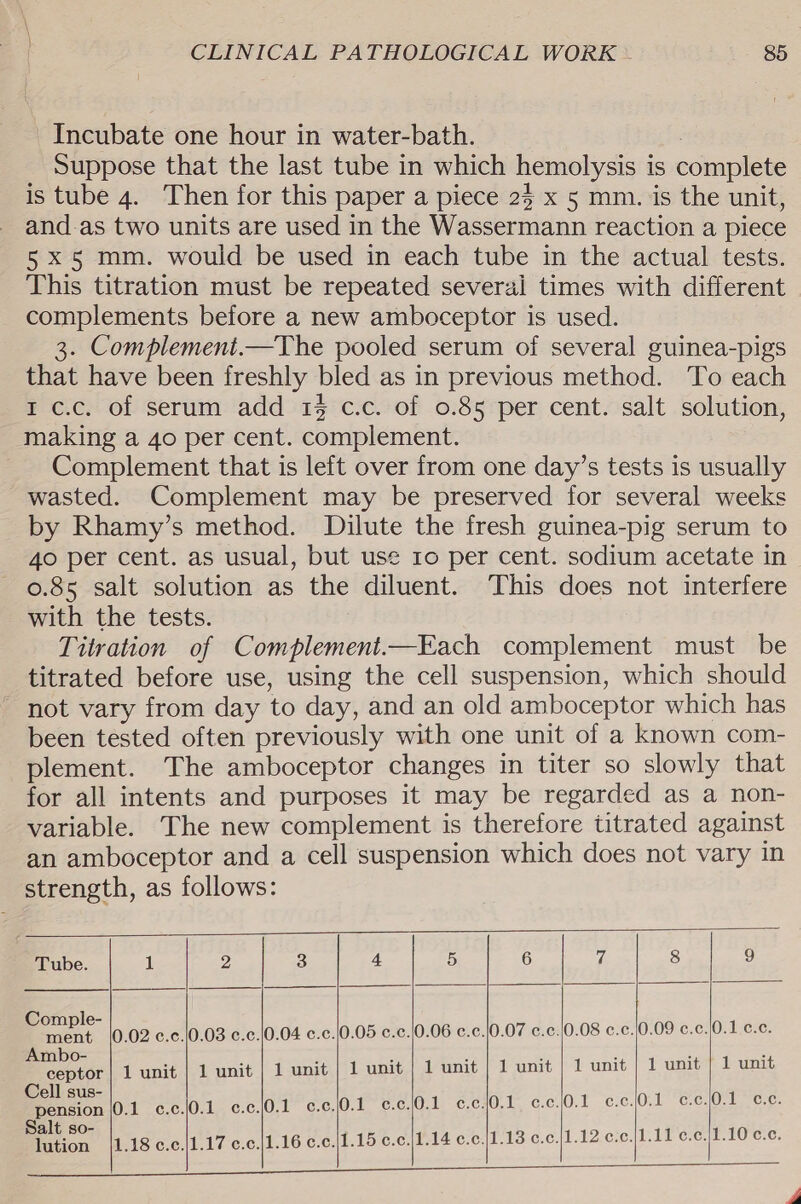 CLINICAL PATHOLOGICAL WORK 85
Incubate one hour in water-bath.
Suppose that the last tube in which hemolysis is complete
is tube 4. Then for this paper a piece 2½ x 5 mm. is the unit,
and as two units are used in the Wassermann reaction a piece
5 x 5 mm. would be used in each tube in the actual tests.
This titration must be repeated several times with different
complements before a new amboceptor is used.
3. Complement.—The pooled serum of several guinea-pigs
that have been freshly bled as in previous method. To each
1 c.c. of serum add 1½ c.c. of 0.85 per cent. salt solution,
making a 40 per cent. complement.
Complement that is left over from one day's tests is usually
wasted. Complement may be preserved for several weeks
by Rhamy's method. Dilute the fresh guinea-pig serum to
40 per cent. as usual, but use 10 per cent. sodium acetate in
0.85 salt solution as the diluent. This does not interfere
with the tests.
Titration of Complement.—Each complement must be
titrated before use, using the cell suspension, which should
not vary from day to day, and an old amboceptor which has
been tested often previously with one unit of a known com-
plement. The amboceptor changes in titer so slowly that
for all intents and purposes it may be regarded as a non-
variable. The new complement is therefore titrated against
an amboceptor and a cell suspension which does not vary in
strength, as follows:
Tube. 1 2 3 4 5 6 7 8 9
Comple-
ment 0.02 c.c. 0.03 c.c. 0.04 c.c. 0.05 c.c. 0.06 c.c. 0.07 c.c. 0.08 c.c. 0.09 c.c. 0.1 c.c.
Ambo-
ceptor 1 unit 1 unit 1 unit 1 unit 1 unit 1 unit 1 unit 1 unit 1 unit
Cell sus-
pension 0.1 c.c. 0.1 c.c. 0.1 c.c. 0.1 c.c. 0.1 c.c. 0.1 c.c. 0.1 c.c. 0.1 c.c. 0.1 c.c.
Salt so-
lution 1.18 c.c. 1.17 c.c. 1.16 c.c. 1.15 c.c. 1.14 c.c. 1.13 c.c. 1.12 c.c. 1.11 c.c. 1.10 c.c.